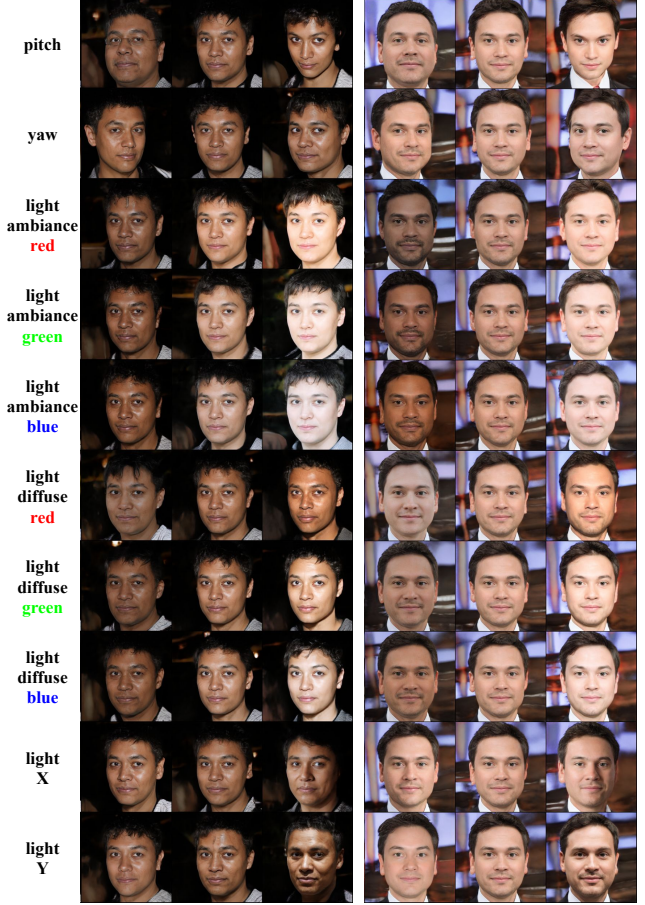 pitch
yaw
light
ambiance
red
light
ambiance
green
light
ambiance
blue
light
diffuse
red
light
diffuse
green
light
diffuse
blue
light
X
light
Y